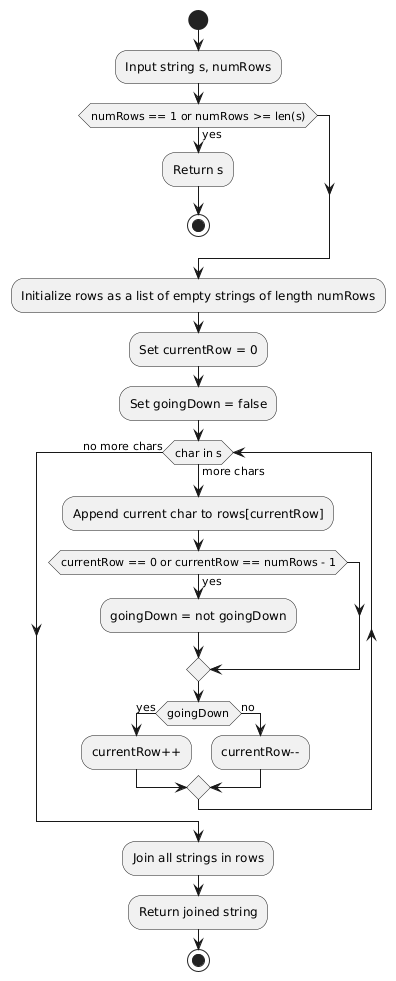 Input string s, numRows
numRows == 1 or numRows >= len(s)
yes
Return s
Initialize rows as a list of empty strings of length numRows
Set currentRow = 0
Set goingDown = false
no more chars
char in s
more chars
Append current char to rows[currentRow]
currentRow == 0 or currentRow == numRows - 1
yes
goingDown = not goingDown
yes
goingDown
no
currentRow++
currentRow--
Join all strings in rows
Return joined string